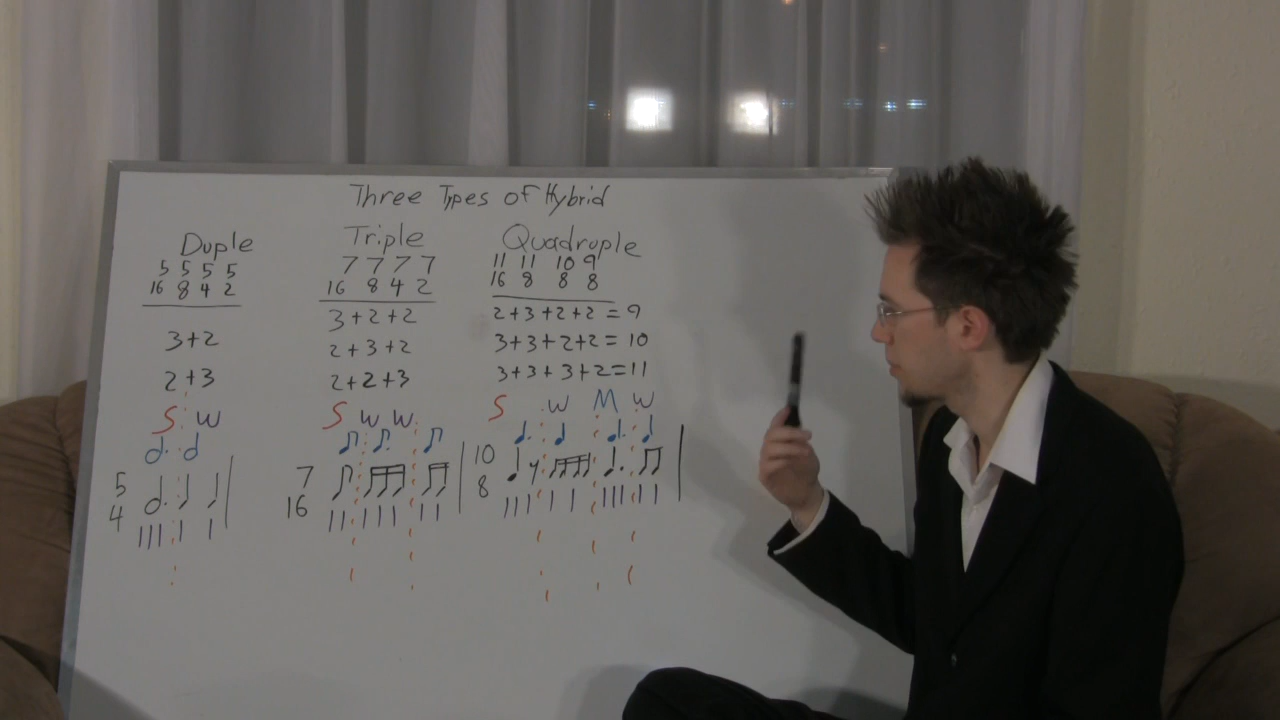 Three Types of Hybrid
Duple
5 5 5 5
16 8 4 2
3+2
2+3
S w
5
4
Triple
7 7 7 7
16 8 4 2
3+2+2
2+3+2
2+2+3
S w w
7
16
Quadruple
11 11 10 9
16 8 8 8
2+3+2+2=9
3+3+2+2=10
3+3+3+2=11
S w M w
10
8